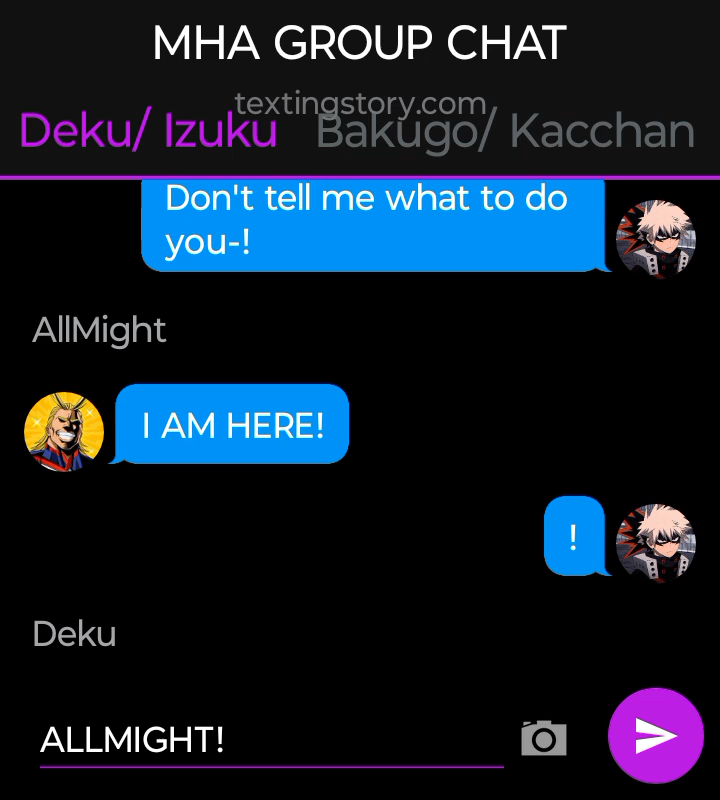 MHA GROUP CHAT
textingstory.com
Deku/ Izuku Bakugo/ Kacchan
Don't tell me what to do
you-!
AllMight
I AM HERE!
!
Deku
ALLMIGHT!